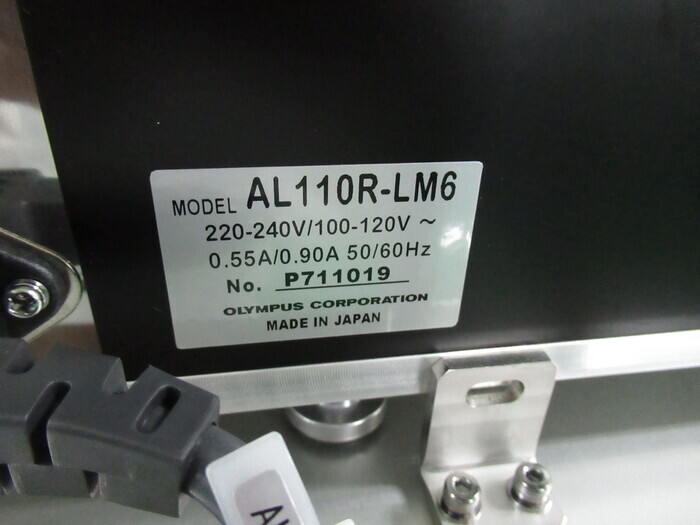 MODEL AL110R-LM6
220-240V/100-120V ~
0.55A/0.90A 50/60Hz
No. P711019
OLYMPUS CORPORATION
MADE IN JAPAN